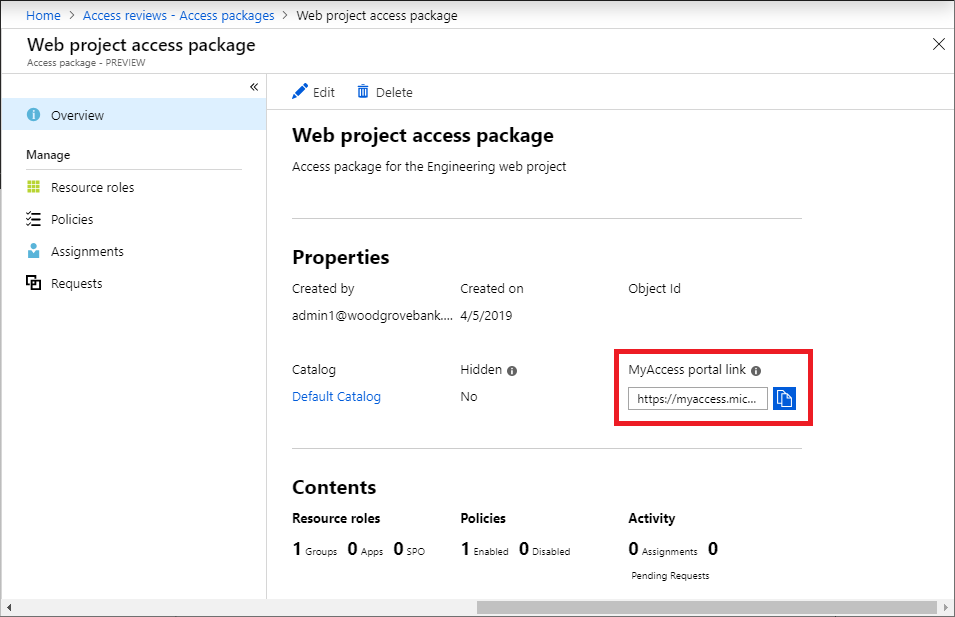 Home > Access reviews - Access packages > Web project access package
Web project access package
Access package - PREVIEW
«
Overview
Manage
Resource roles
Policies
Assignments
Requests
Edit Delete
Web project access package
Access package for the Engineering web project
Properties
Created by Created on Object Id
admin1@woodgrovebank.... 4/5/2019
Catalog Hidden MyAccess portal link
Default Catalog No https://myaccess.mic...
Contents
Resource roles Policies Activity
1 Groups 0 Apps 0 SPO 1 Enabled 0 Disabled 0 Assignments 0
Pending Requests